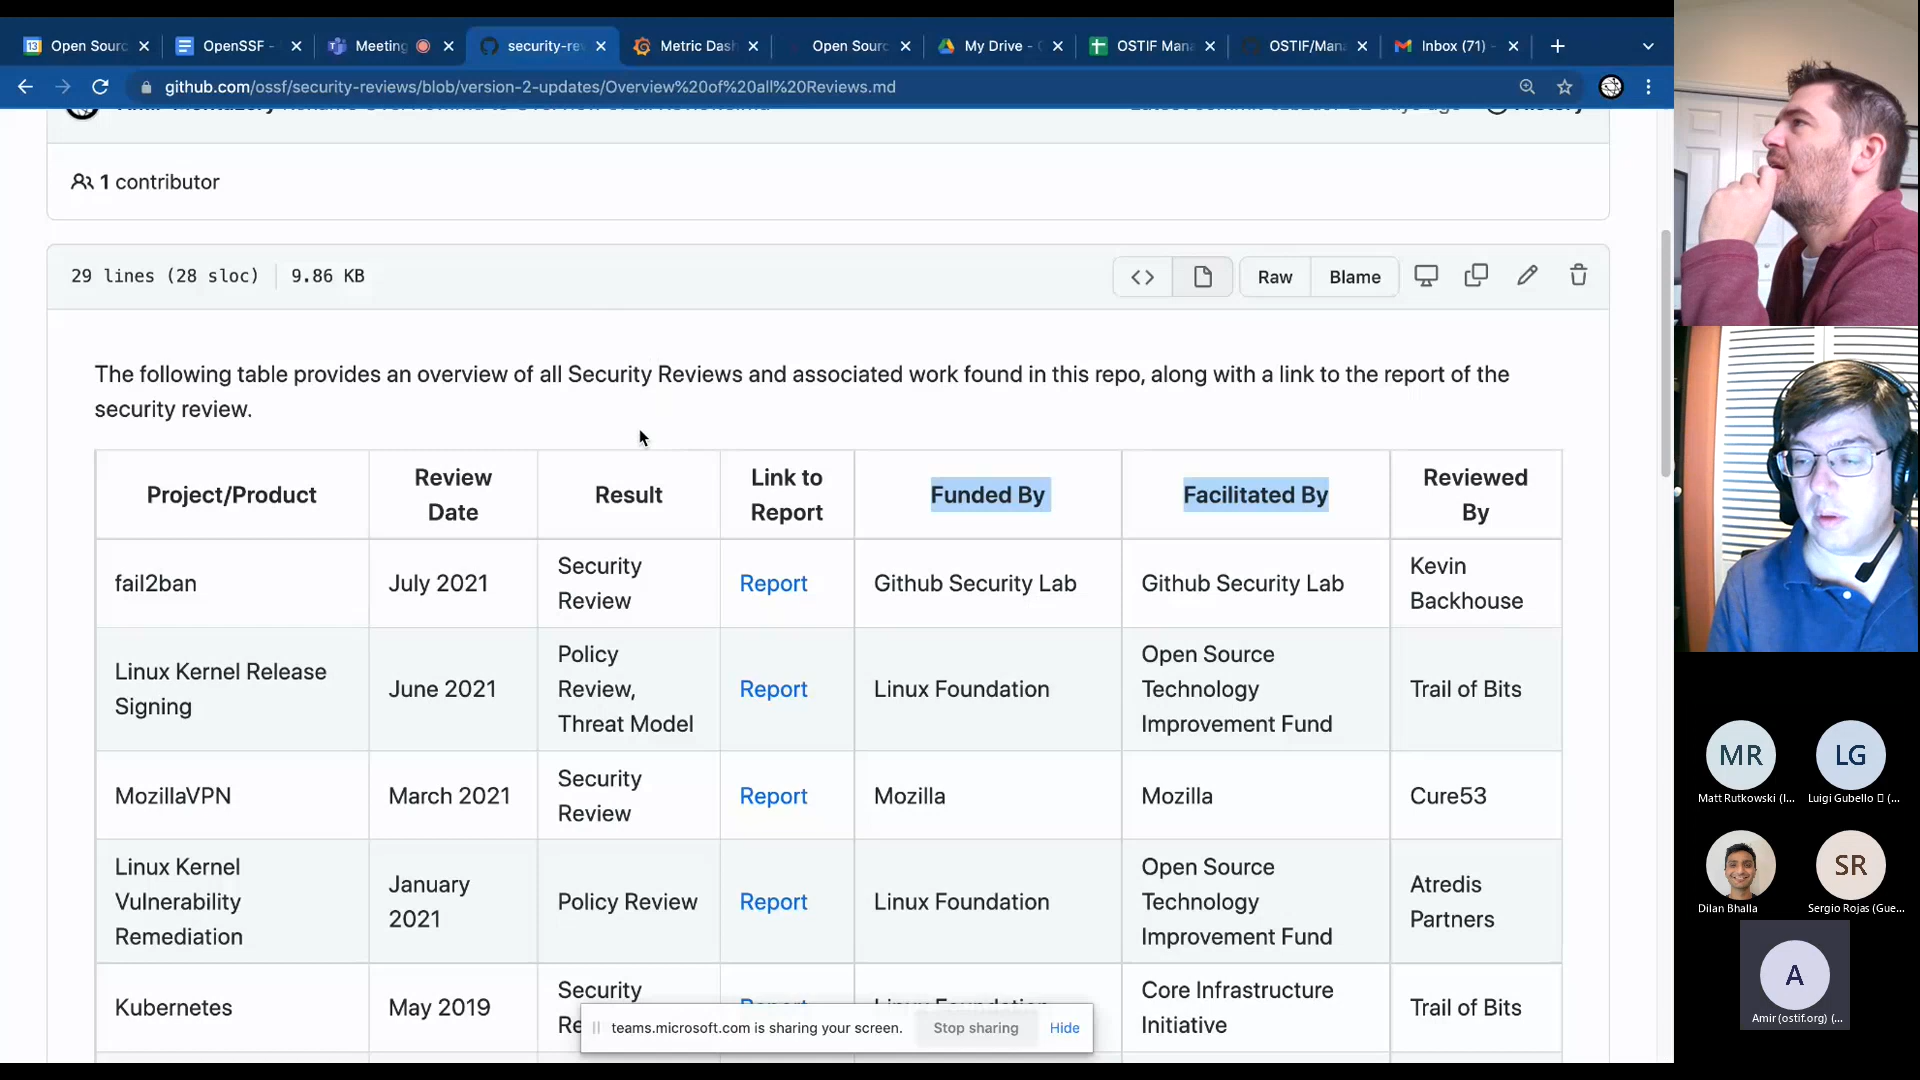 Open Sourc
OpenSSF -
Meeting
security-re
Metric Dash
Open Sourc
My Drive -
OSTIF Mana
OSTIF/Mana
Inbox (71) -
github.com/ossf/security-reviews/blob/version-2-updates/Overview%20of%20all%20Reviews.md
1 contributor
29 lines (28 sloc)
9.86 KB
Raw
Blame
The following table provides an overview of all Security Reviews and associated work found in this repo, along with a link to the report of the
security review.
Project/Product
Review
Date
Result
Link to
Report
Funded By
Facilitated By
Reviewed
By
fail2ban
July 2021
Security
Review
Report
Github Security Lab
Github Security Lab
Kevin
Backhouse
Linux Kernel Release
Signing
June 2021
Policy
Review,
Threat Model
Report
Linux Foundation
Open Source
Technology
Improvement Fund
Trail of Bits
MozillaVPN
March 2021
Security
Review
Report
Mozilla
Mozilla
Cure53
Linux Kernel
Vulnerability
Remediation
January
2021
Policy Review
Report
Linux Foundation
Open Source
Technology
Improvement Fund
Atredis
Partners
Kubernetes
May 2019
Security
Re
Core Infrastructure
Initiative
Trail of Bits
teams.microsoft.com is sharing your screen.
Stop sharing
Hide
MR
Matt Rutkowski (I...
LG
Luigi Gubello (...
Dilan Bhalla
SR
Sergio Rojas (Gue...
A
Amir (ostif.org) (...